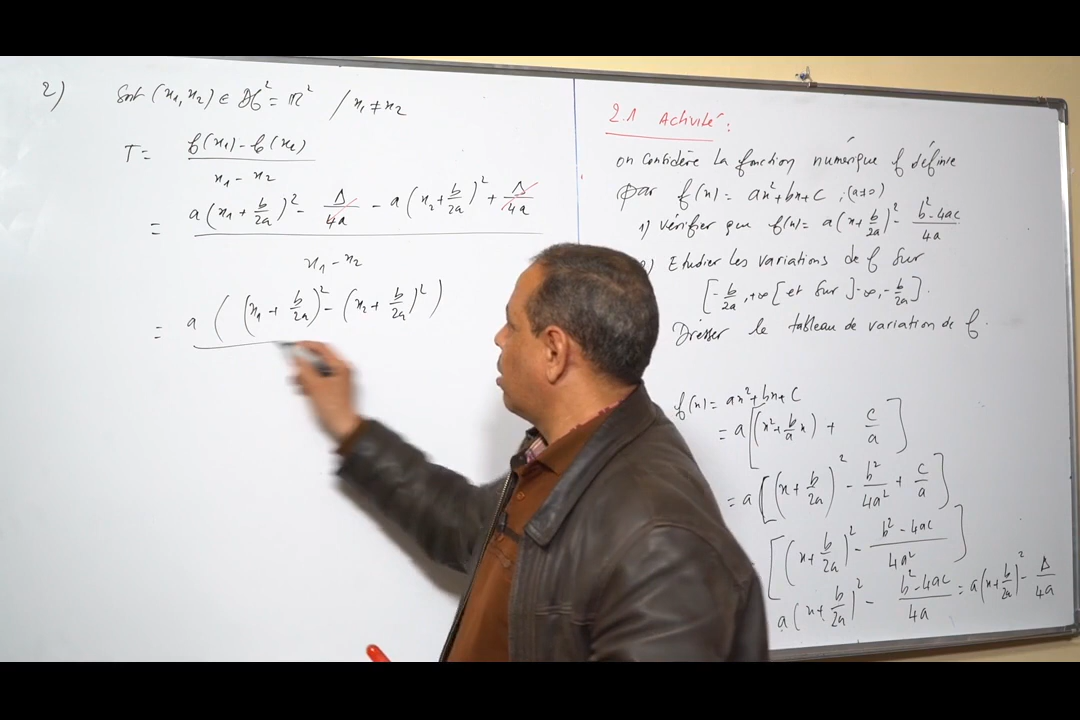 2) Soit (x₁, x₂) ∈ Df² = ℝ² / x₁ ≠ x₂
T = (f(x₁) - f(x₂)) / (x₁ - x₂)
= (a(x₁ + b/2a)² - Δ/4a - a(x₂ + b/2a)² + Δ/4a) / (x₁ - x₂)
= a((x₁ + b/2a)² - (x₂ + b/2a)²)
2.1 Activité :
on considère la fonction numérique f définie
par f(x) = ax² + bx + c ; (a≠0)
1) Vérifier que f(x) = a(x + b/2a)² - (b² - 4ac)/4a
) Etudier les variations de f sur
[-b/2a, +∞[ et sur ]-∞, -b/2a].
Dresser le tableau de variation de f.
f(x) = ax² + bx + c
= a[(x² + b/a x) + c/a]
= a[(x + b/2a)² - b²/4a² + c/a]
[(x + b/2a)² - (b² - 4ac)/4a²]
a(x + b/2a)² - (b² - 4ac)/4a = a(x + b/2a)² - Δ/4a